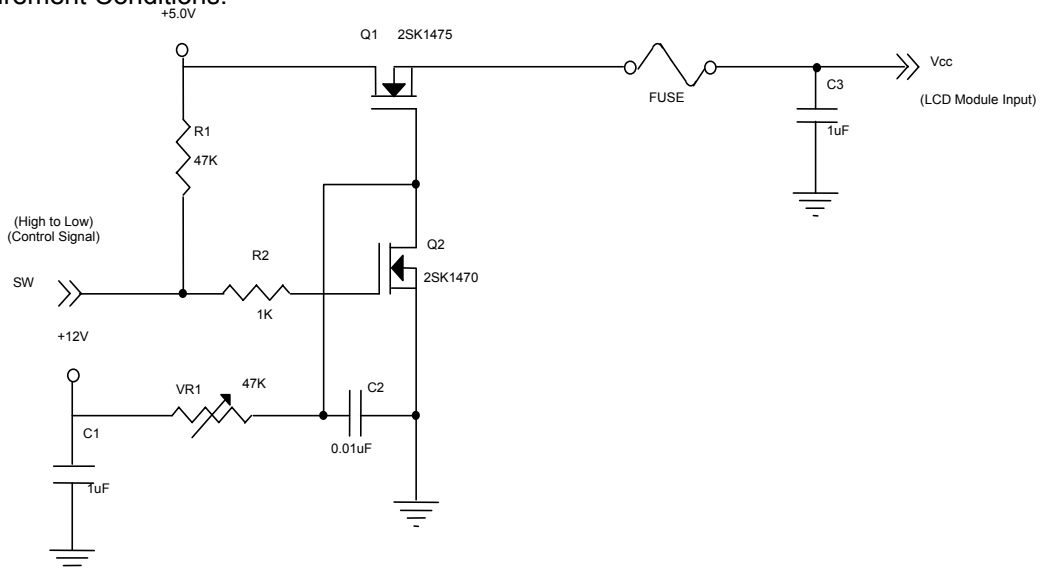 +5.0V
Q1 2SK1475
FUSE
Vcc
(LCD Module Input)
C3
1uF
R1
47K
(High to Low)
(Control Signal)
SW
R2
1K
Q2
2SK1470
+12V
VR1
47K
C2
0.01uF
C1
1uF